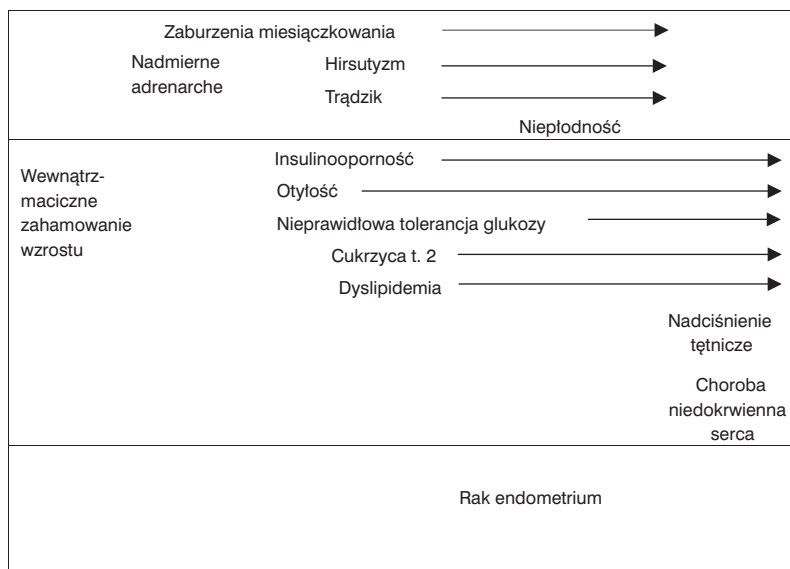 Zaburzenia miesiączkowania
Nadmierne
adrenarche
Hirsutyzm
Trądzik
Niepłodność
Wewnątrz-
maciczne
zahamowanie
wzrostu
Insulinooporność
Otyłość
Nieprawidłowa tolerancja glukozy
Cukrzyca t. 2
Dyslipidemia
Nadciśnienie
tętnicze
Choroba
niedokrwienna
serca
Rak endometrium